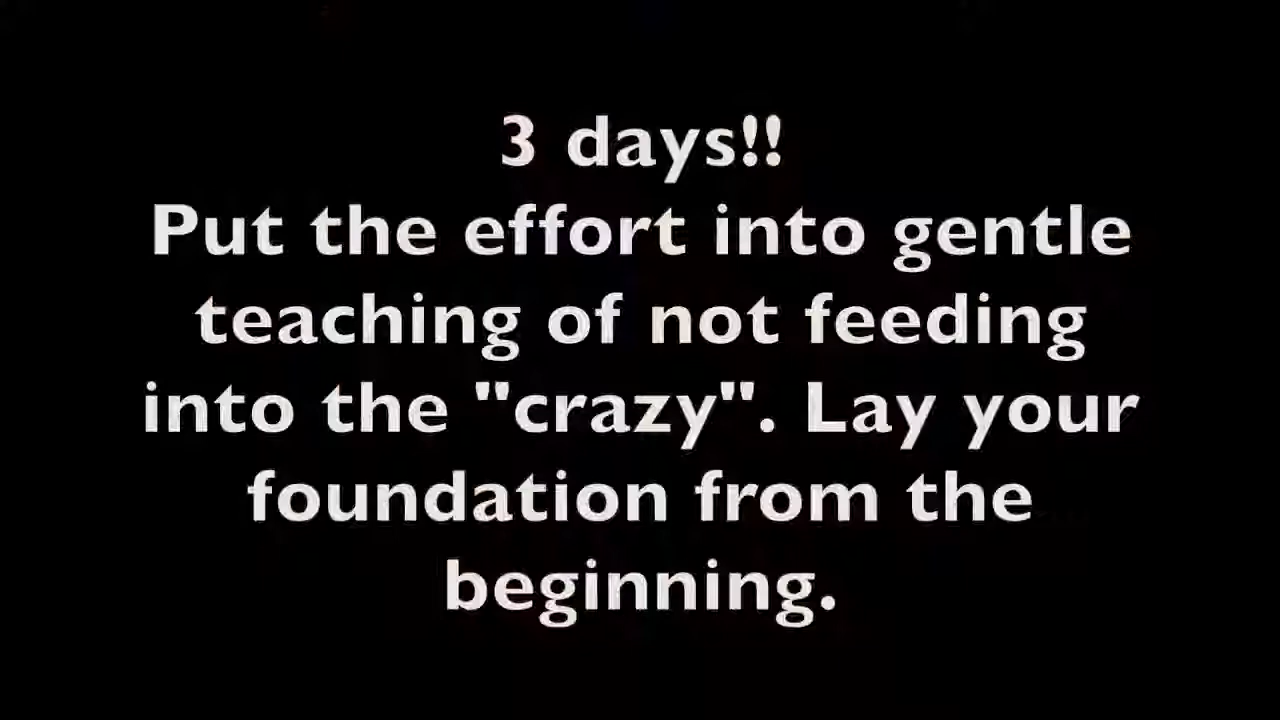 3 days!!
Put the effort into gentle
teaching of not feeding
into the "crazy". Lay your
foundation from the
beginning.